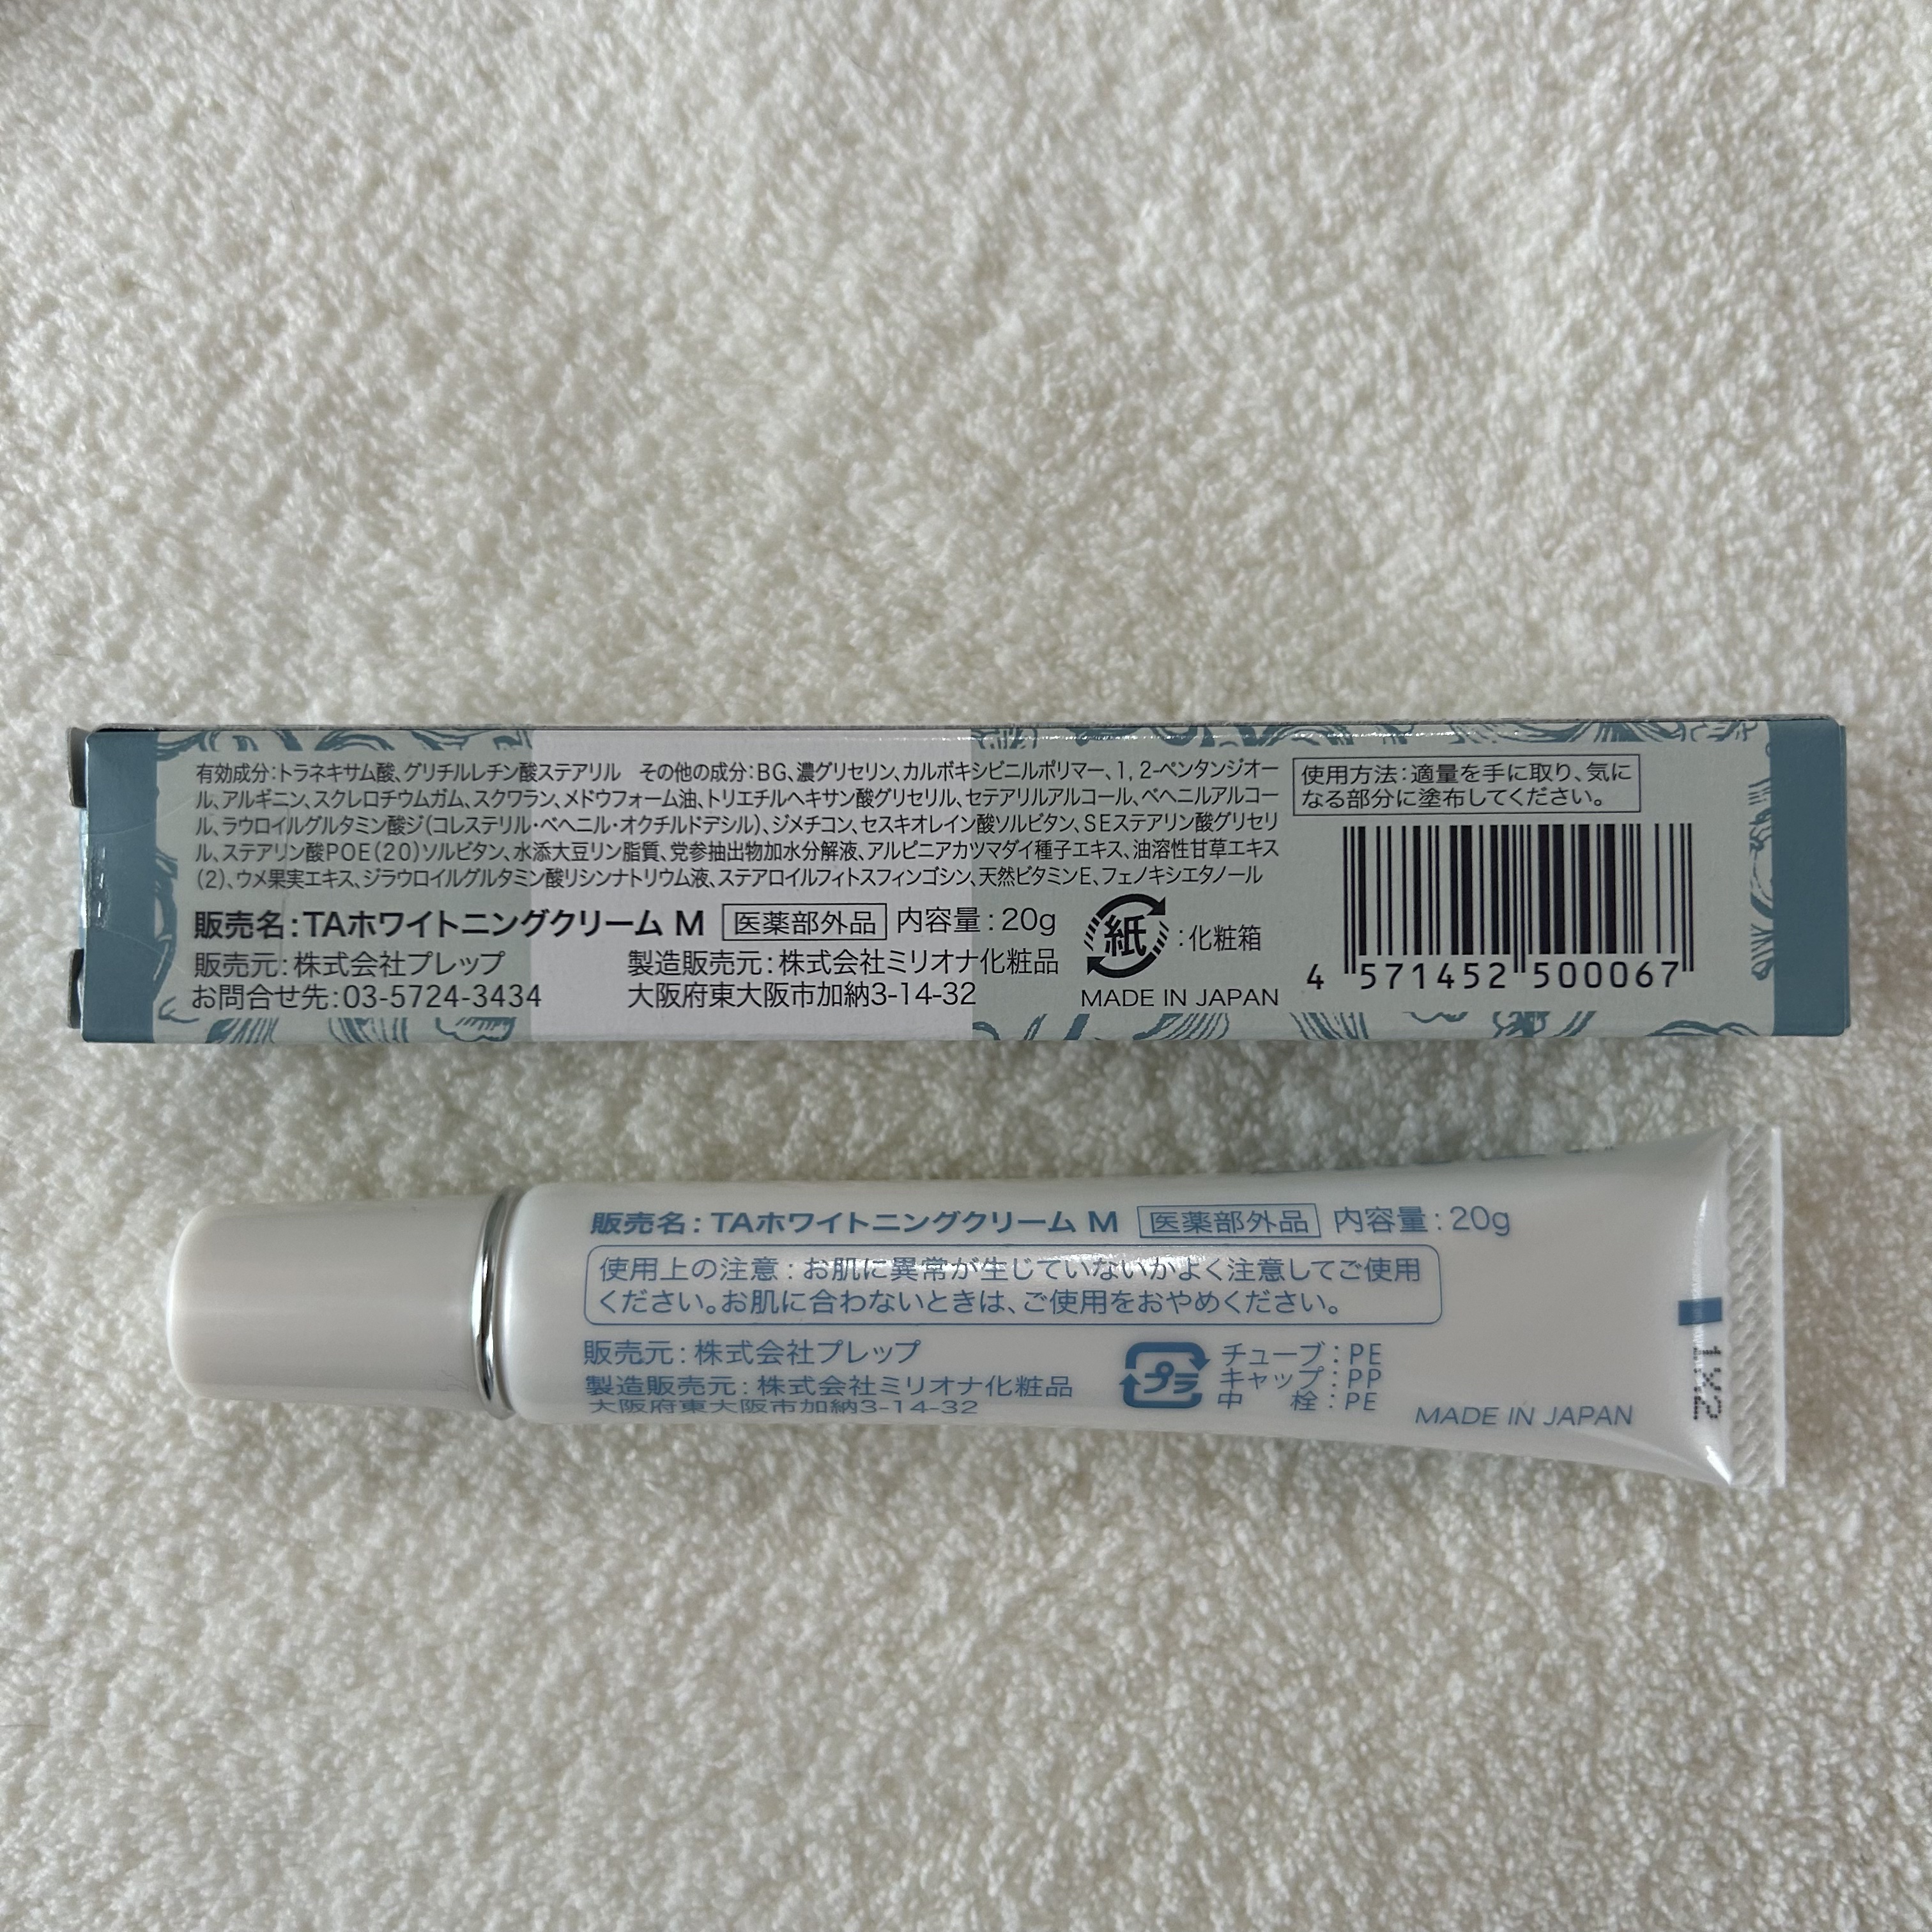 有効成分:トラネキサム酸、グリチルレチン酸ステアリル　その他の成分:BG、濃グリセリン、カルボキシビニルポリマー、1, 2-ペンタンジオー
ル、アルギニン、スクレロチウムガム、スクワラン、メドウフォーム油、トリエチルヘキサン酸グリセリル、セテアリルアルコール、ベヘニルアルコー
ル、ラウロイルグルタミン酸ジ(コレステリル・ベヘニル・オクチルドデシル)、ジメチコン、セスキオレイン酸ソルビタン、SEステアリン酸グリセリ
ル、ステアリン酸POE(20)ソルビタン、水添大豆リン脂質、党参抽出物加水分解液、アルピニアカツマダイ種子エキス、油溶性甘草エキス
(2)、ウメ果実エキス、ジラウロイルグルタミン酸リシンナトリウム液、ステアロイルフィトスフィンゴシン、天然ビタミンE、フェノキシエタノール
販売名:TAホワイトニングクリーム M 医薬部外品 内容量:20g
販売元:株式会社プレップ
お問合せ先:03-5724-3434
製造販売元:株式会社ミリオナ化粧品
大阪府東大阪市加納3-14-32
紙:化粧箱
MADE IN JAPAN
使用方法:適量を手に取り、気に
なる部分に塗布してください。
4 571452 500067
販売名:TAホワイトニングクリーム M 医薬部外品 内容量:20g
使用上の注意:お肌に異常が生じていないかよく注意してご使用
ください。お肌に合わないときは、ご使用をおやめください。
販売元:株式会社プレップ
製造販売元:株式会社ミリオナ化粧品
大阪府東大阪市加納3-14-32
プラ
チューブ:PE
キャップ:PP
中　栓:PE
MADE IN JAPAN
1X2